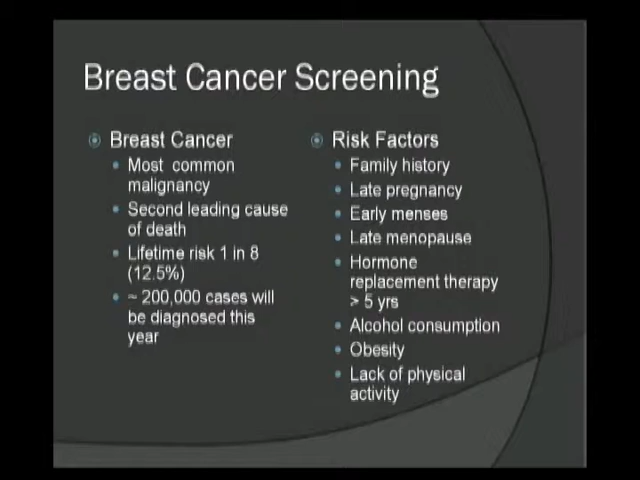 Breast Cancer Screening
Breast Cancer
Most common
malignancy
Second leading cause
of death
Lifetime risk 1 in 8
(12.5%)
~ 200,000 cases will
be diagnosed this
year
Risk Factors
Family history
Late pregnancy
Early menses
Late menopause
Hormone
replacement therapy
> 5 yrs
Alcohol consumption
Obesity
Lack of physical
activity